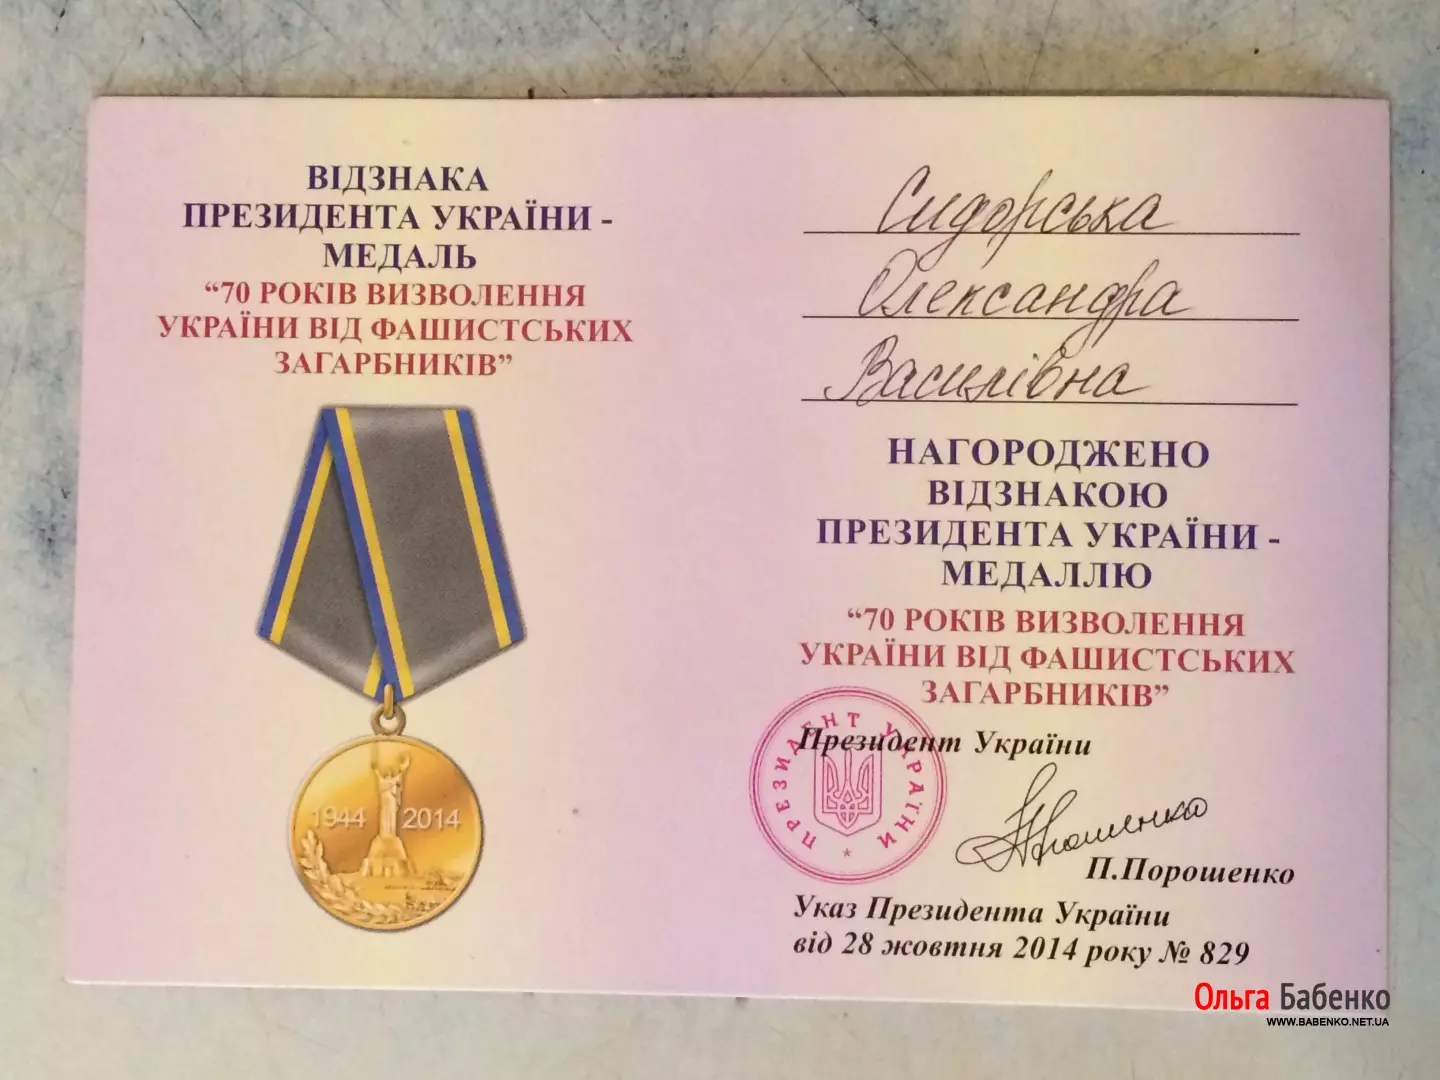 ВІДЗНАКА
ПРЕЗИДЕНТА УКРАЇНИ -
МЕДАЛЬ
“70 РОКІВ ВИЗВОЛЕННЯ
УКРАЇНИ ВІД ФАШИСТСЬКИХ
ЗАГАРБНИКІВ”
1944 2014
Сидорська
Олександра
Василівна
НАГОРОДЖЕНО
ВІДЗНАКОЮ
ПРЕЗИДЕНТА УКРАЇНИ -
МЕДАЛЛЮ
“70 РОКІВ ВИЗВОЛЕННЯ
УКРАЇНИ ВІД ФАШИСТСЬКИХ
ЗАГАРБНИКІВ”
ПРЕЗИДЕНТ УКРАЇНИ
Президент України
Порошенко
П.Порошенко
Указ Президента України
від 28 жовтня 2014 року № 829
Ольга Бабенко
WWW.BABENKO.NET.UA